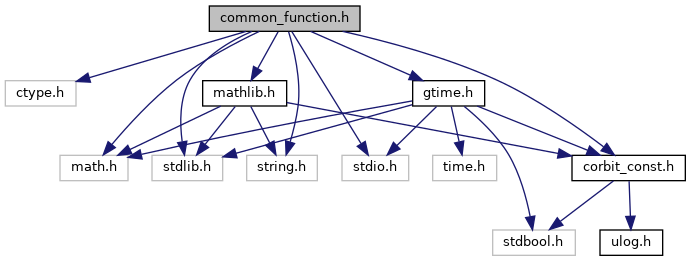 common_function.h
ctype.h
mathlib.h
gtime.h
math.h
stdlib.h
string.h
stdio.h
time.h
corbit_const.h
stdbool.h
ulog.h